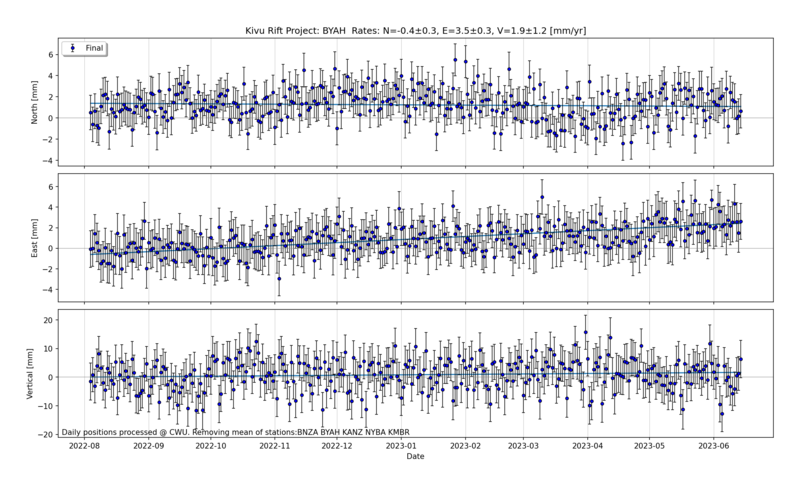 Kivu Rift Project: BYAH Rates: N=-0.4±0.3, E=3.5±0.3, V=1.9±1.2 [mm/yr]
Final
North [mm]
6
4
2
0
−2
−4
East [mm]
6
4
2
0
−2
−4
Vertical [mm]
20
10
0
−10
−20
Daily positions processed @ CWU. Removing mean of stations:BNZA BYAH KANZ NYBA KMBR
2022-08 2022-09 2022-10 2022-11 2022-12 2023-01 2023-02 2023-03 2023-04 2023-05 2023-06
Date